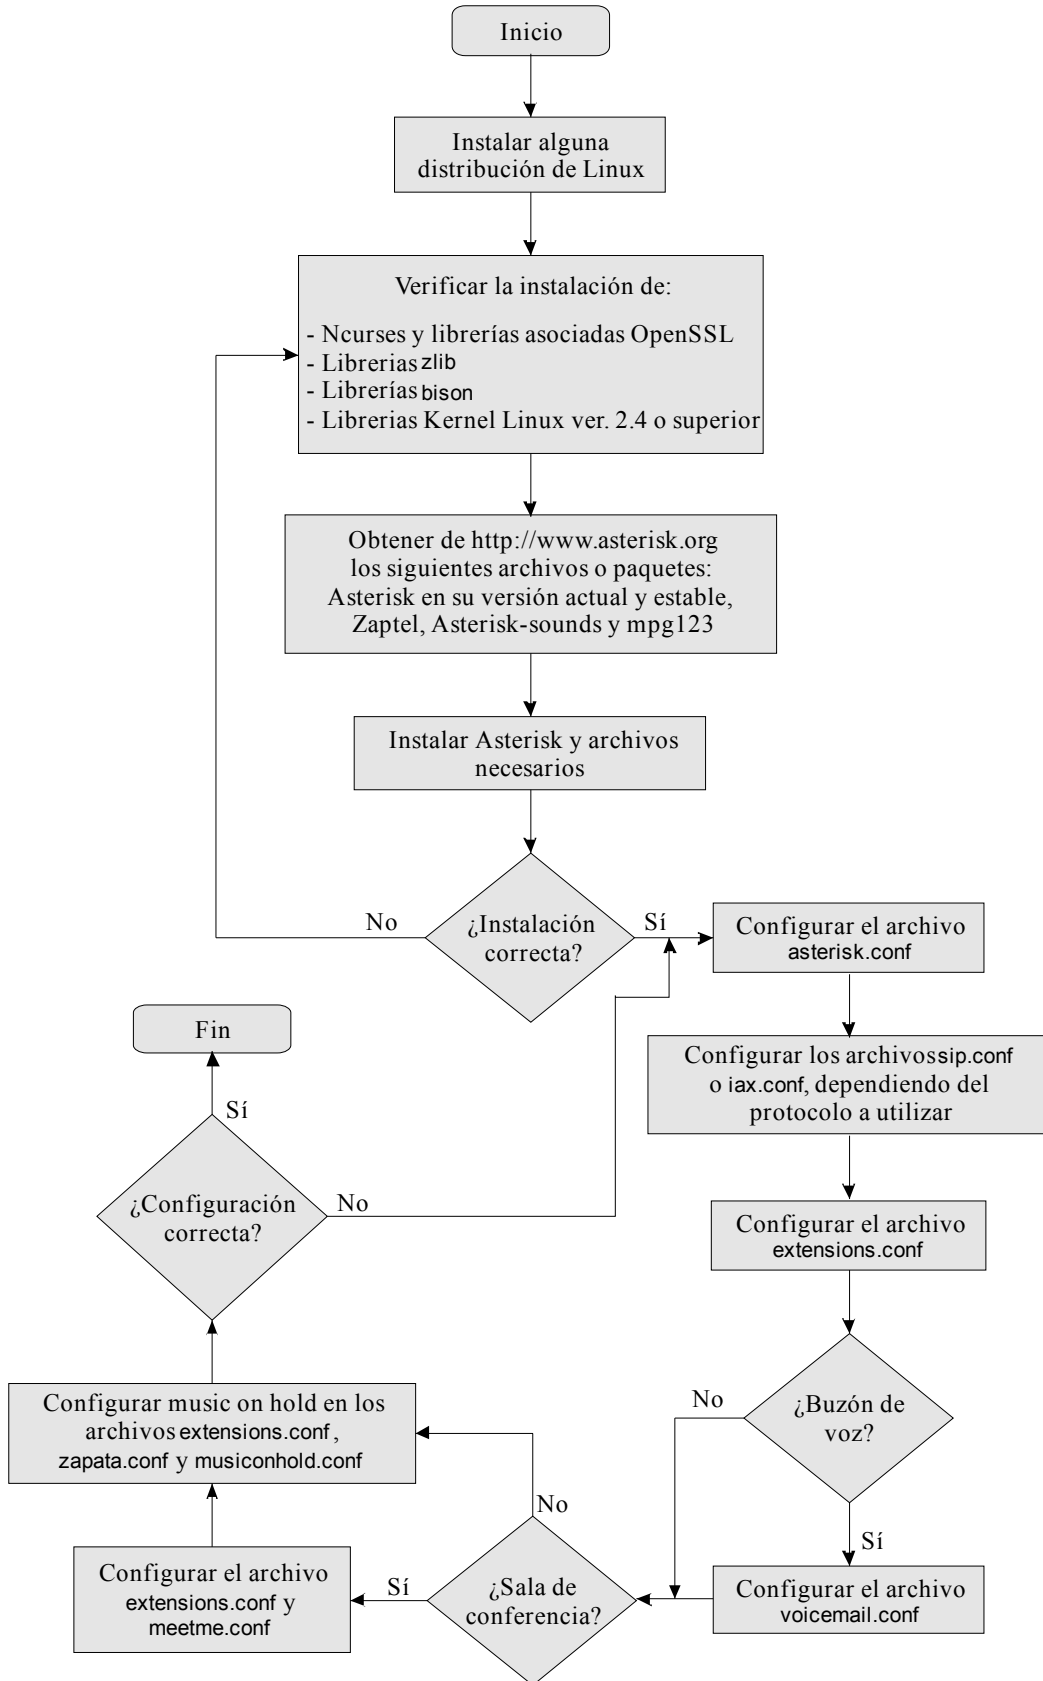 Inicio
Instalar alguna
distribución de Linux
Verificar la instalación de:
- Ncurses y librerías asociadas OpenSSL
- Librerias zlib
- Librerías bison
- Librerias Kernel Linux ver. 2.4 o superior
Obtener de http://www.asterisk.org
los siguientes archivos o paquetes:
Asterisk en su versión actual y estable,
Zaptel, Asterisk-sounds y mpg123
Instalar Asterisk y archivos
necesarios
¿Instalación
correcta?
No
Sí
Configurar el archivo
asterisk.conf
Configurar los archivos sip.conf
o iax.conf, dependiendo del
protocolo a utilizar
Configurar el archivo
extensions.conf
¿Buzón de
voz?
No
Sí
Configurar el archivo
voicemail.conf
¿Sala de
conferencia?
No
Sí
Configurar el archivo
extensions.conf y
meetme.conf
Configurar music on hold en los
archivos extensions.conf,
zapata.conf y musiconhold.conf
¿Configuración
correcta?
No
Sí
Fin